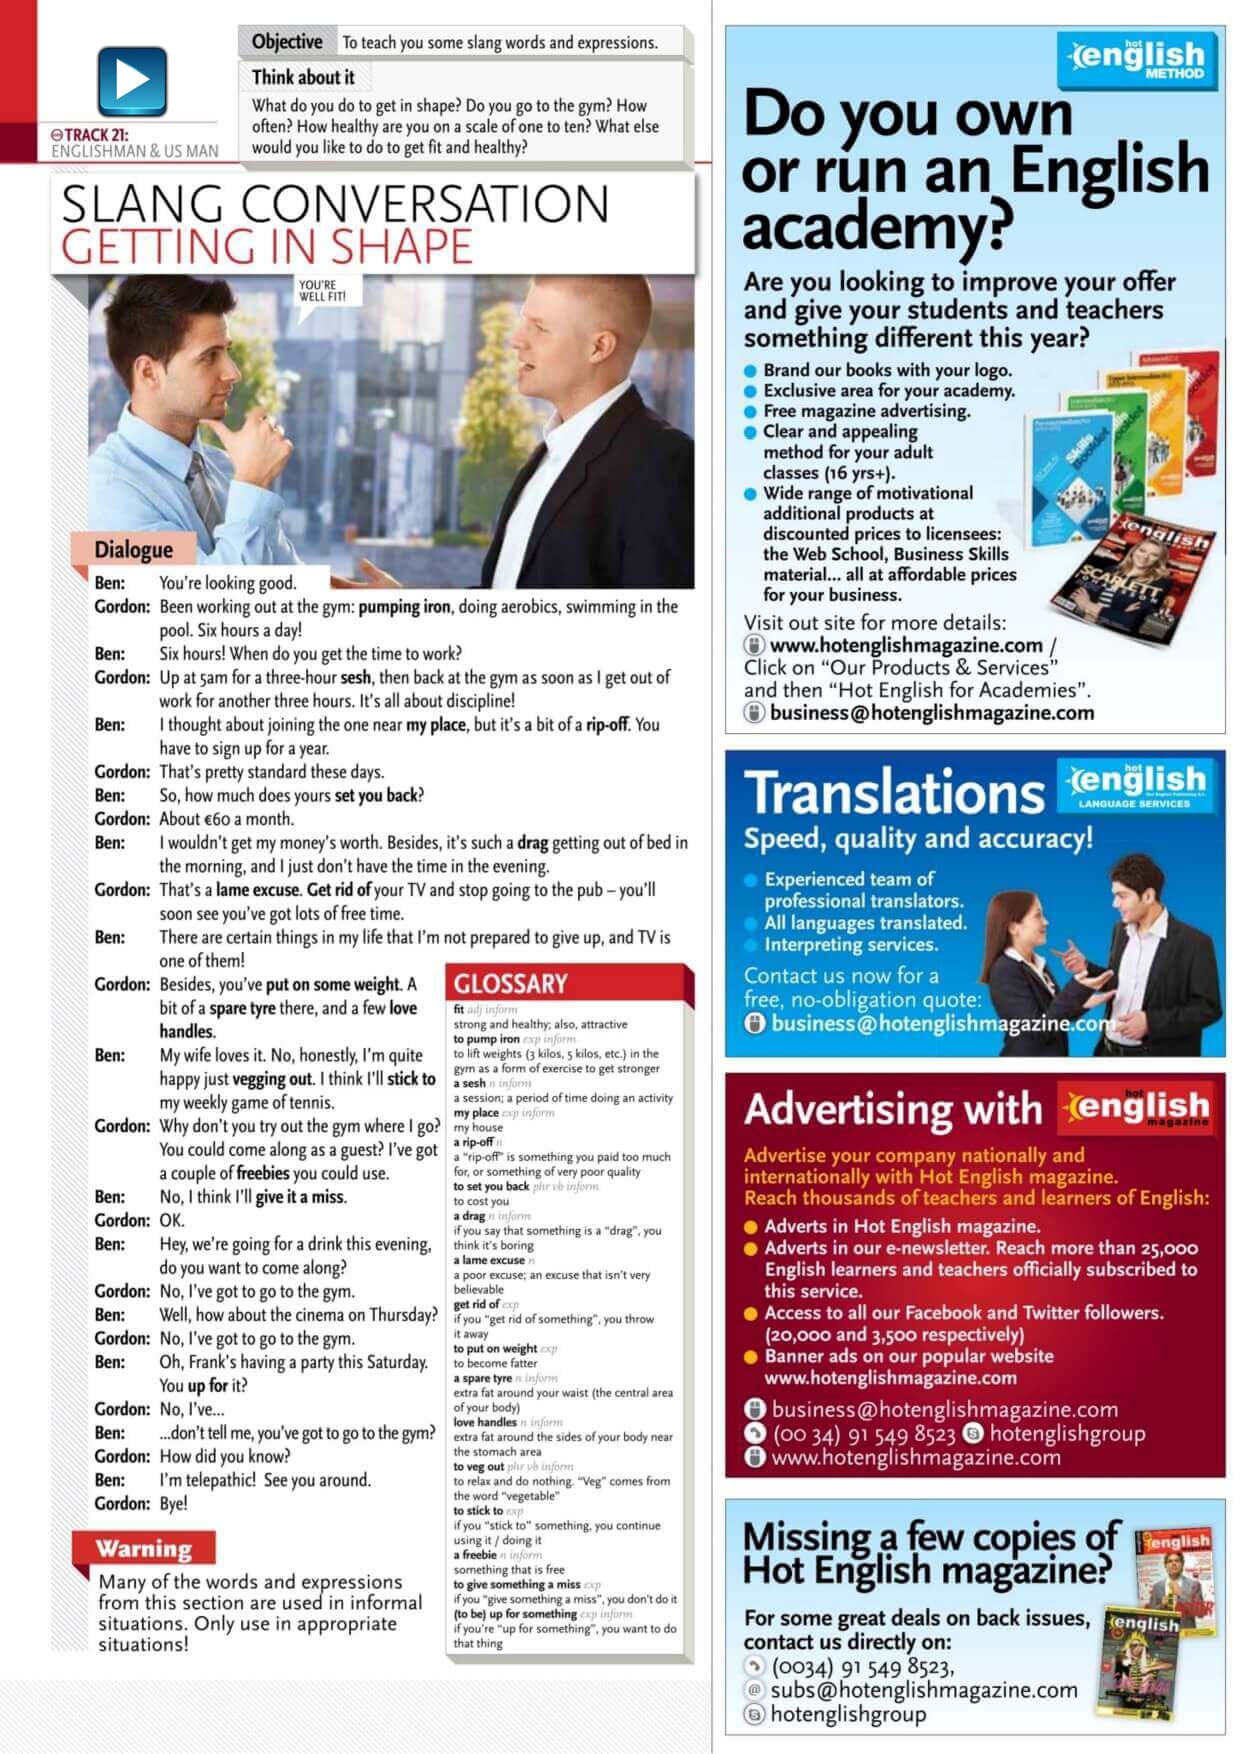 Objective To teach you some slang words and expressions.
Think about it
What do you do to get in shape? Do you go to the gym? How
often? How healthy are you on a scale of one to ten? What else
would you like to do to get fit and healthy?
TRACK 21:
ENGLISHMAN & US MAN
SLANG CONVERSATION
GETTING IN SHAPE
YOU'RE
WELL FIT!
Dialogue
Ben: You're looking good.
Gordon: Been working out at the gym: pumping iron, doing aerobics, swimming in the
pool. Six hours a day!
Ben: Six hours! When do you get the time to work?
Gordon: Up at 5am for a three-hour sesh, then back at the gym as soon as I get out of
work for another three hours. It's all about discipline!
Ben: I thought about joining the one near my place, but it's a bit of a rip-off. You
have to sign up for a year.
Gordon: That's pretty standard these days.
Ben: So, how much does yours set you back?
Gordon: About €60 a month.
Ben: I wouldn't get my money's worth. Besides, it's such a drag getting out of bed in
the morning, and I just don't have the time in the evening.
Gordon: That's a lame excuse. Get rid of your TV and stop going to the pub – you'll
soon see you've got lots of free time.
Ben: There are certain things in my life that I'm not prepared to give up, and TV is
one of them!
Gordon: Besides, you've put on some weight. A
bit of a spare tyre there, and a few love
handles.
Ben: My wife loves it. No, honestly, I'm quite
happy just vegging out. I think I'll stick to
my weekly game of tennis.
Gordon: Why don't you try out the gym where I go?
You could come along as a guest? I've got
a couple of freebies you could use.
Ben: No, I think I'll give it a miss.
Gordon: OK.
Ben: Hey, we're going for a drink this evening,
do you want to come along?
Gordon: No, I've got to go to the gym.
Ben: Well, how about the cinema on Thursday?
Gordon: No, I've got to go to the gym.
Ben: Oh, Frank's having a party this Saturday.
You up for it?
Gordon: No, I've...
Ben: ...don't tell me, you've got to go to the gym?
Gordon: How did you know?
Ben: I'm telepathic! See you around.
Gordon: Bye!
Warning
Many of the words and expressions
from this section are used in informal
situations. Only use in appropriate
situations!
GLOSSARY
fit adj inform
strong and healthy; also, attractive
to pump iron exp inform
to lift weights (3 kilos, 5 kilos, etc.) in the
gym as a form of exercise to get stronger
a sesh n inform
a session; a period of time doing an activity
my place exp inform
my house
a rip-off n
a "rip-off" is something you paid too much
for, or something of very poor quality
to set you back phr vb inform
to cost you
a drag n inform
if you say that something is a "drag", you
think it's boring
a lame excuse n
a poor excuse; an excuse that isn't very
believable
get rid of exp
if you "get rid of something", you throw
it away
to put on weight exp
to become fatter
a spare tyre n inform
extra fat around your waist (the central area
of your body)
love handles n inform
extra fat around the sides of your body near
the stomach area
to veg out phr vb inform
to relax and do nothing. "Veg" comes from
the word "vegetable"
to stick to exp
if you "stick to" something, you continue
using it / doing it
a freebie n inform
something that is free
to give something a miss exp
if you "give something a miss", you don't do it
(to be) up for something exp inform
if you're "up for something", you want to do
that thing
hot
english
METHOD
Do you own
or run an English
academy?
Are you looking to improve your offer
and give your students and teachers
something different this year?
Brand our books with your logo.
Exclusive area for your academy.
Free magazine advertising.
Clear and appealing
method for your adult
classes (16 yrs+).
Wide range of motivational
additional products at
discounted prices to licensees:
the Web School, Business Skills
material... all at affordable prices
for your business.
Skills
Booklet
english
SCARLETT
Visit out site for more details:
www.hotenglishmagazine.com /
Click on "Our Products & Services"
and then "Hot English for Academies".
business@hotenglishmagazine.com
Translations
hot
english
LANGUAGE SERVICES
Speed, quality and accuracy!
Experienced team of
professional translators.
All languages translated.
Interpreting services.
Contact us now for a
free, no-obligation quote:
business@hotenglishmagazine.com
Advertising with
hot
english
magazine
Advertise your company nationally and
internationally with Hot English magazine.
Reach thousands of teachers and learners of English:
Adverts in Hot English magazine.
Adverts in our e-newsletter. Reach more than 25,000
English learners and teachers officially subscribed to
this service.
Access to all our Facebook and Twitter followers.
(20,000 and 3,500 respectively)
Banner ads on our popular website
www.hotenglishmagazine.com
business@hotenglishmagazine.com
(00 34) 91 549 8523 hotenglishgroup
www.hotenglishmagazine.com
Missing a few copies of
Hot English magazine?
For some great deals on back issues,
contact us directly on:
(0034) 91 549 8523,
subs@hotenglishmagazine.com
hotenglishgroup
english
english